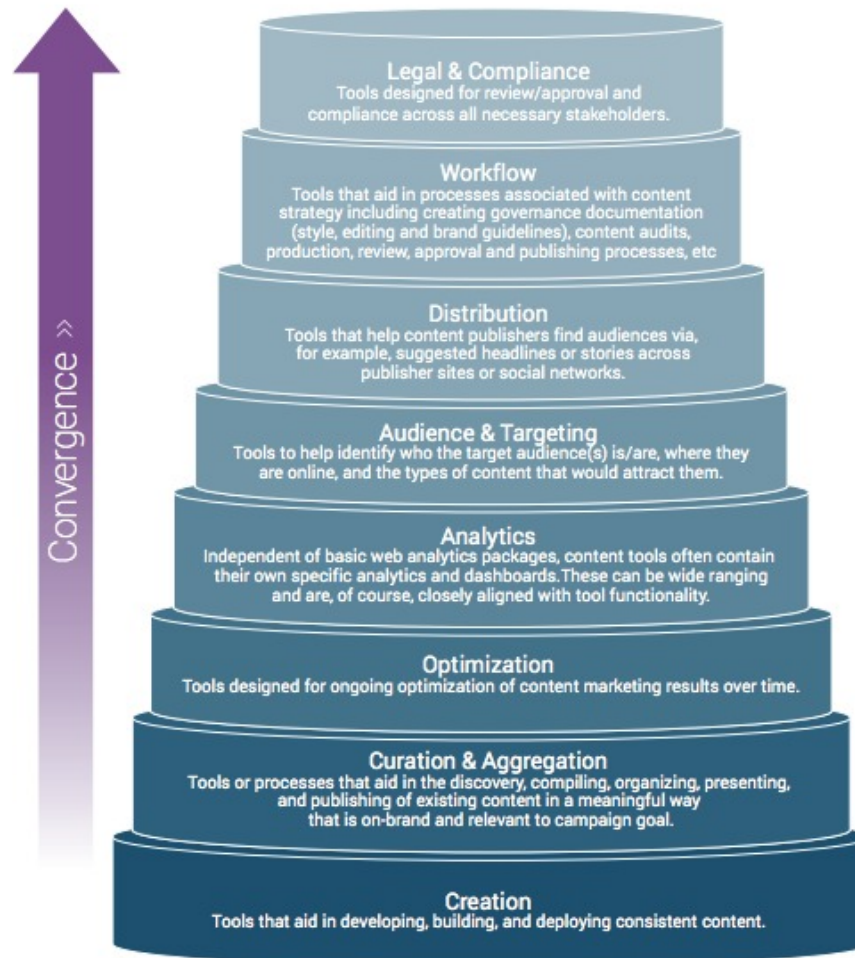 Legal & Compliance
Tools designed for review/approval and
compliance across all necessary stakeholders.
Workflow
Tools that aid in processes associated with content
strategy including creating governance documentation
(style, editing and brand guidelines), content audits,
production, review, approval and publishing processes, etc
Distribution
Tools that help content publishers find audiences via,
for example, suggested headlines or stories across
publisher sites or social networks.
Audience & Targeting
Tools to help identify who the target audience(s) is/are, where they
are online, and the types of content that would attract them.
Analytics
Independent of basic web analytics packages, content tools often contain
their own specific analytics and dashboards.These can be wide ranging
and are, of course, closely aligned with tool functionality.
Optimization
Tools designed for ongoing optimization of content marketing results over time.
Curation & Aggregation
Tools or processes that aid in the discovery, compiling, organizing, presenting,
and publishing of existing content in a meaningful way
that is on-brand and relevant to campaign goal.
Creation
Tools that aid in developing, building, and deploying consistent content.
Convergence »